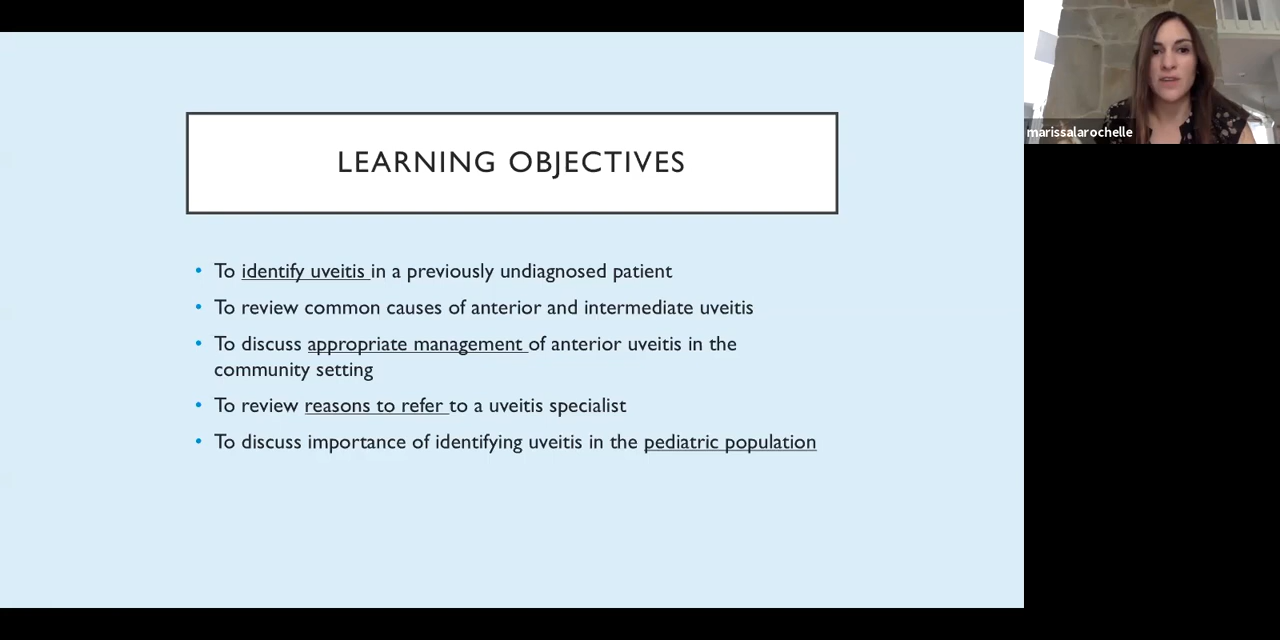 LEARNING OBJECTIVES
• To identify uveitis in a previously undiagnosed patient
• To review common causes of anterior and intermediate uveitis
• To discuss appropriate management of anterior uveitis in the
community setting
• To review reasons to refer to a uveitis specialist
• To discuss importance of identifying uveitis in the pediatric population
marissalarochelle